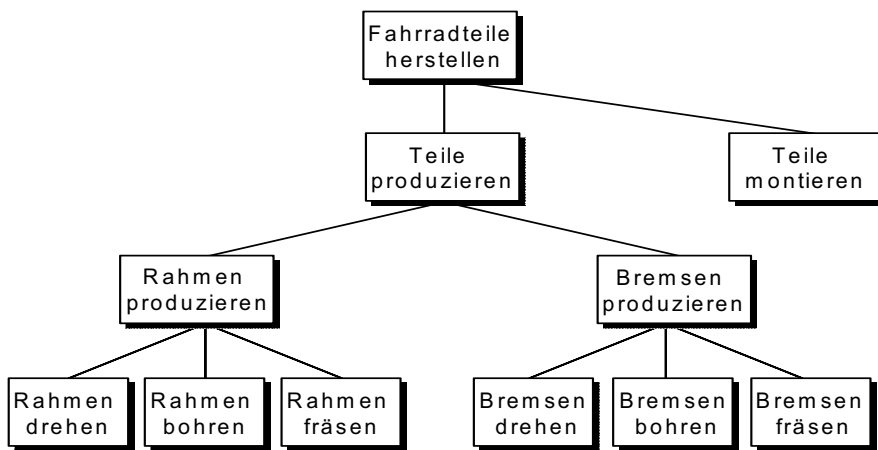 Fahrradteile
herstellen
Teile
produzieren
Teile
montieren
Rahmen
produzieren
Bremsen
produzieren
Rahmen
drehen
Rahmen
bohren
Rahmen
fräsen
Bremsen
drehen
Bremsen
bohren
Bremsen
fräsen